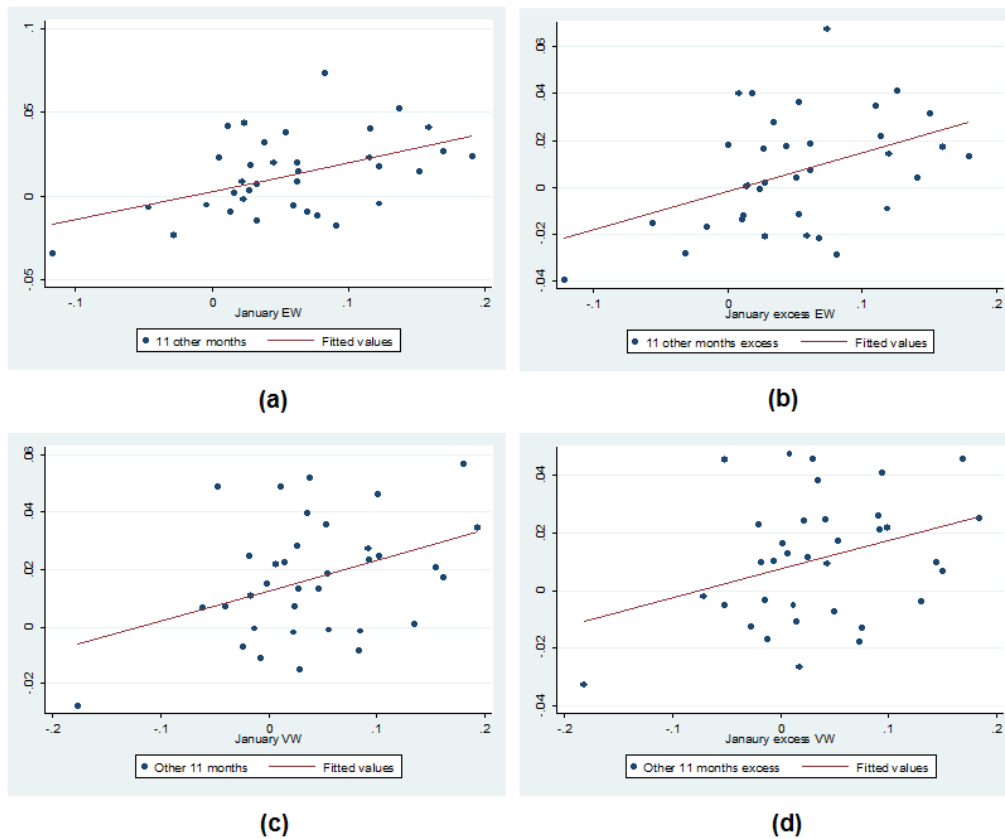 .1
.05
0
-.05
-.1 0 .1 .2
January EW
11 other months Fitted values
(a)
.06
.04
.02
0
-.02
-.04
-.1 0 .1 .2
January excess EW
11 other months excess Fitted values
(b)
.06
.04
.02
0
-.02
-.2 -.1 0 .1 .2
January VW
Other 11 months Fitted values
(c)
.04
.02
0
-.02
-.04
-.2 -.1 0 .1 .2
Janaury excess VW
Other 11 months excess Fitted values
(d)